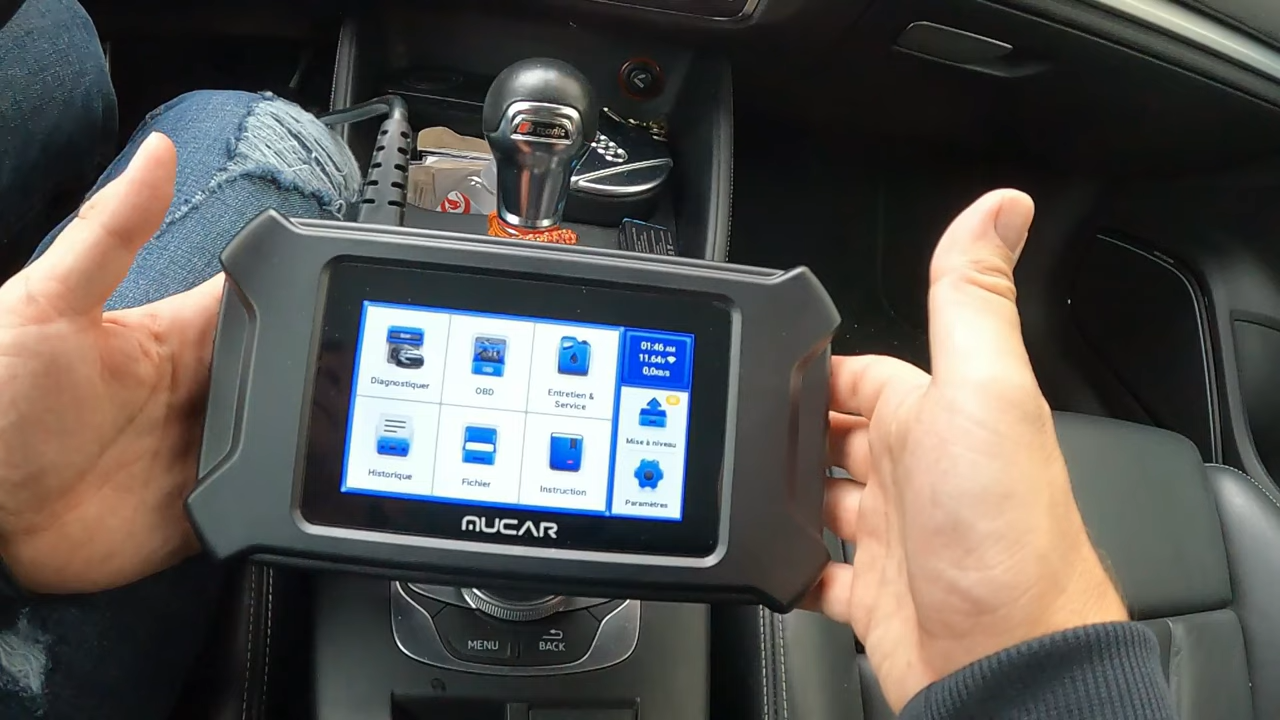 S tronic
Diagnostiquer
OBD
Entretien &
Service
01:46 AM
11.64V
0,0KB/S
Mise à niveau
Historique
Fichier
Instruction
Paramètres
MUCAR
MENU
BACK